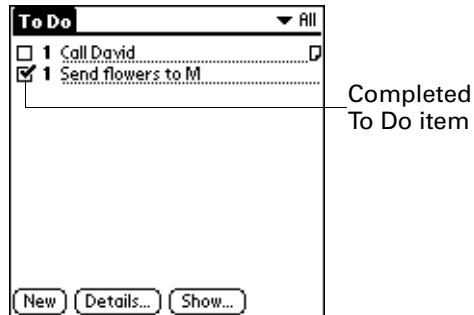 To Do
All
1 Call David
1 Send flowers to M
Completed
To Do item
New Details... Show...